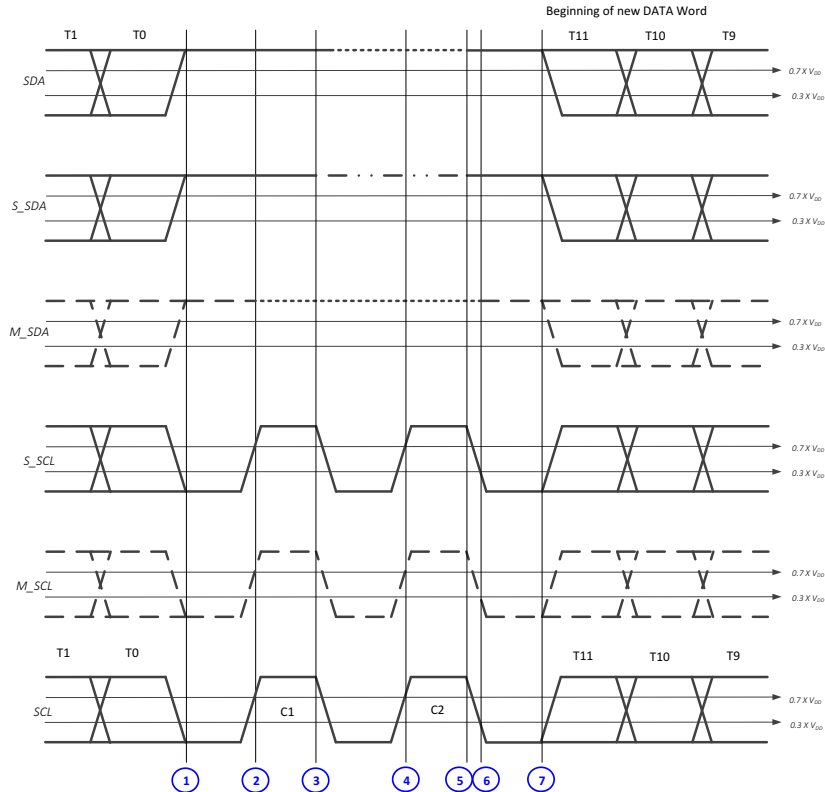 Beginning of new DATA Word
T1 T0 T11 T10 T9
SDA
0.7 X VDD
0.3 X VDD
S_SDA
0.7 X VDD
0.3 X VDD
M_SDA
0.7 X VDD
0.3 X VDD
S_SCL
0.7 X VDD
0.3 X VDD
M_SCL
0.7 X VDD
0.3 X VDD
T1 T0 T11 T10 T9
SCL
0.7 X VDD
C1 C2
0.3 X VDD
1 2 3 4 5 6 7